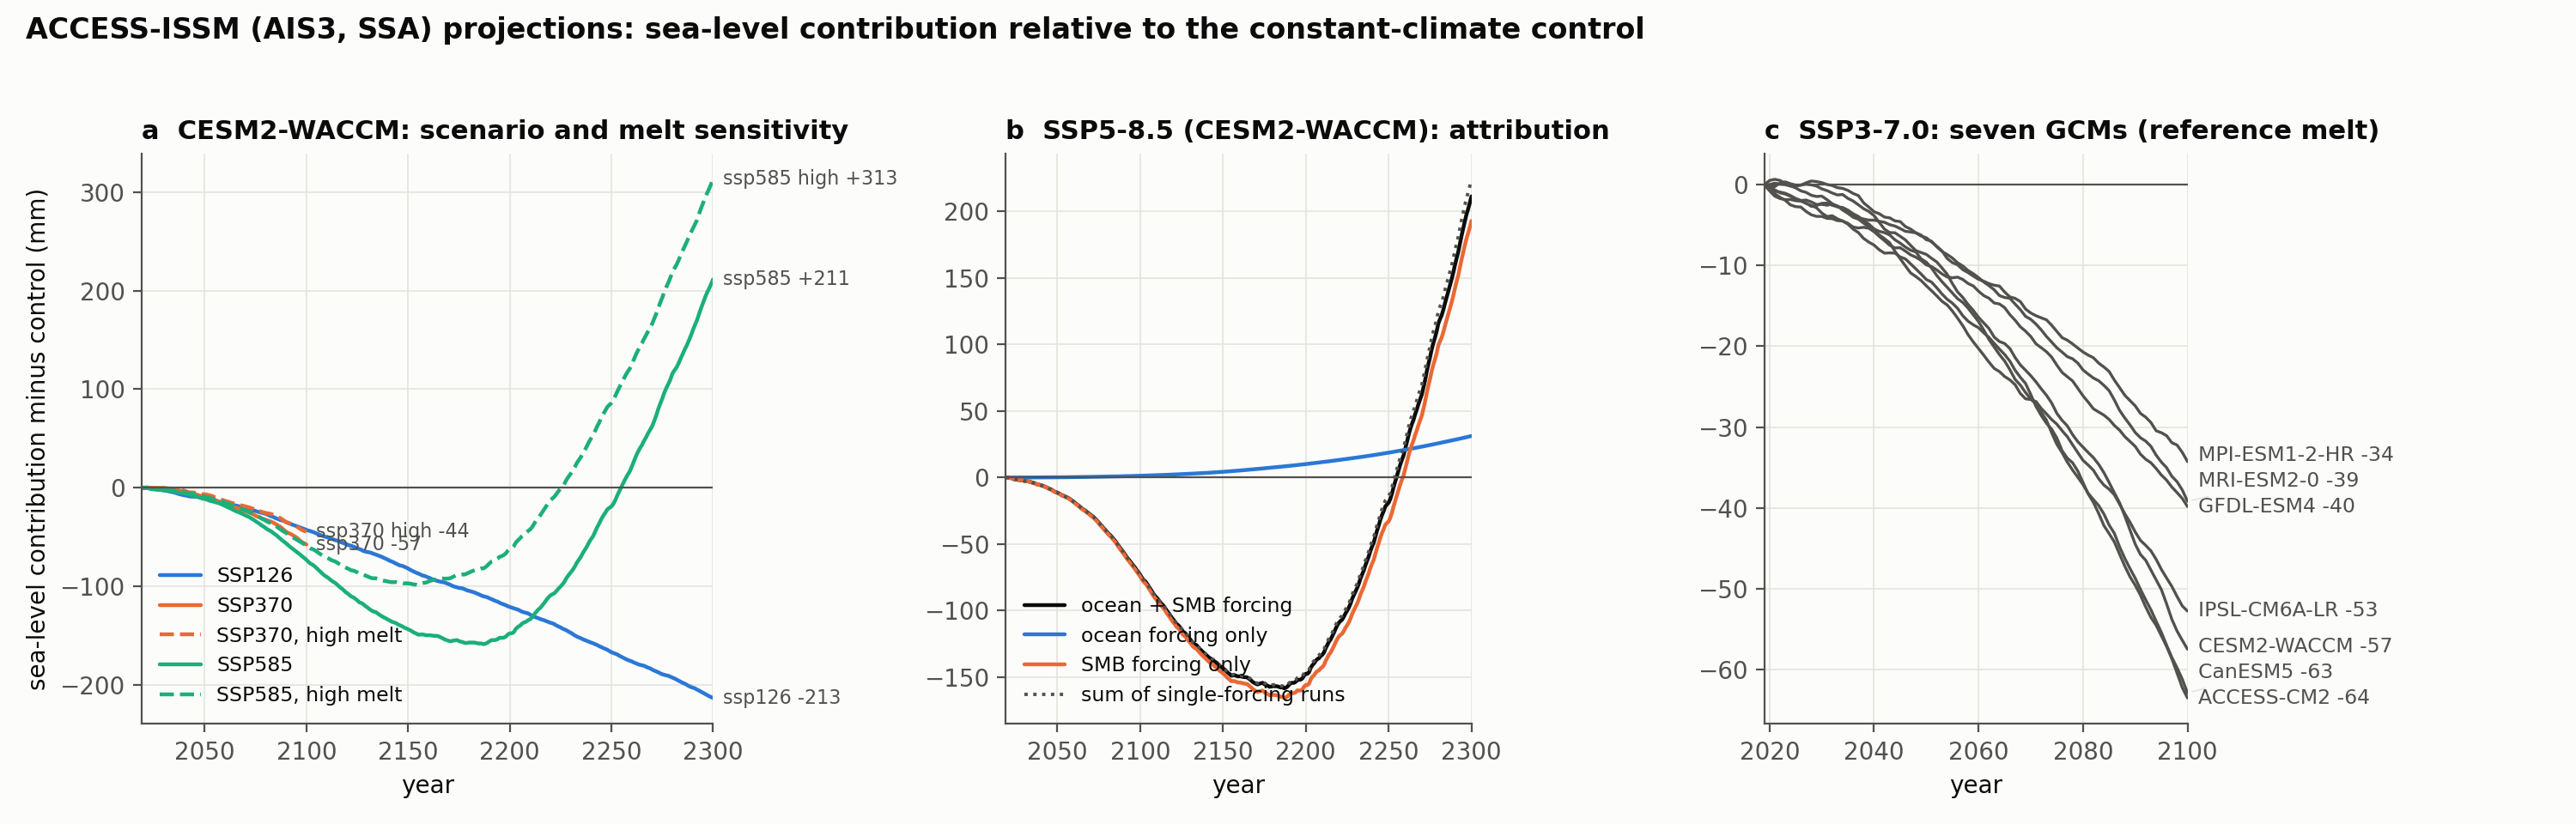 ACCESS-ISSM (AIS3, SSA) projections: sea-level contribution relative to the constant-climate control
a CESM2-WACCM: scenario and melt sensitivity
sea-level contribution minus control (mm)
300
200
100
0
−100
−200
ssp585 high +313
ssp585 +211
ssp370 high -44
ssp370 -57
ssp126 -213
SSP126
SSP370
SSP370, high melt
SSP585
SSP585, high melt
2050 2100 2150 2200 2250 2300
year
b SSP5-8.5 (CESM2-WACCM): attribution
200
150
100
50
0
−50
−100
−150
ocean + SMB forcing
ocean forcing only
SMB forcing only
sum of single-forcing runs
2050 2100 2150 2200 2250 2300
year
c SSP3-7.0: seven GCMs (reference melt)
0
−10
−20
−30
−40
−50
−60
MPI-ESM1-2-HR -34
MRI-ESM2-0 -39
GFDL-ESM4 -40
IPSL-CM6A-LR -53
CESM2-WACCM -57
CanESM5 -63
ACCESS-CM2 -64
2020 2040 2060 2080 2100
year